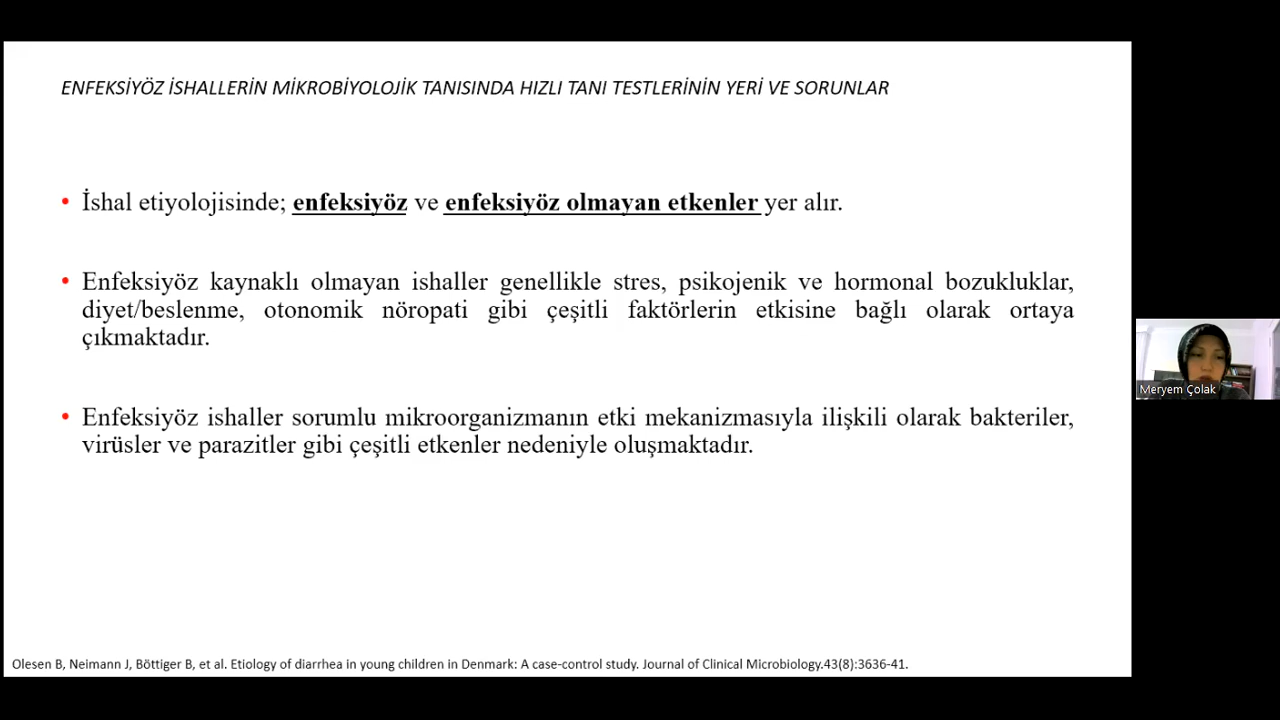 ENFEKSİYÖZ İSHALLERİN MİKROBİYOLOJİK TANISINDA HIZLI TANI TESTLERİNİN YERİ VE SORUNLAR
• İshal etiyolojisinde; enfeksiyöz ve enfeksiyöz olmayan etkenler yer alır.
• Enfeksiyöz kaynaklı olmayan ishaller genellikle stres, psikojenik ve hormonal bozukluklar,
diyet/beslenme, otonomik nöropati gibi çeşitli faktörlerin etkisine bağlı olarak ortaya
çıkmaktadır.
• Enfeksiyöz ishaller sorumlu mikroorganizmanın etki mekanizmasıyla ilişkili olarak bakteriler,
virüsler ve parazitler gibi çeşitli etkenler nedeniyle oluşmaktadır.
Olesen B, Neimann J, Böttiger B, et al. Etiology of diarrhea in young children in Denmark: A case-control study. Journal of Clinical Microbiology.43(8):3636-41.
Meryem Çolak